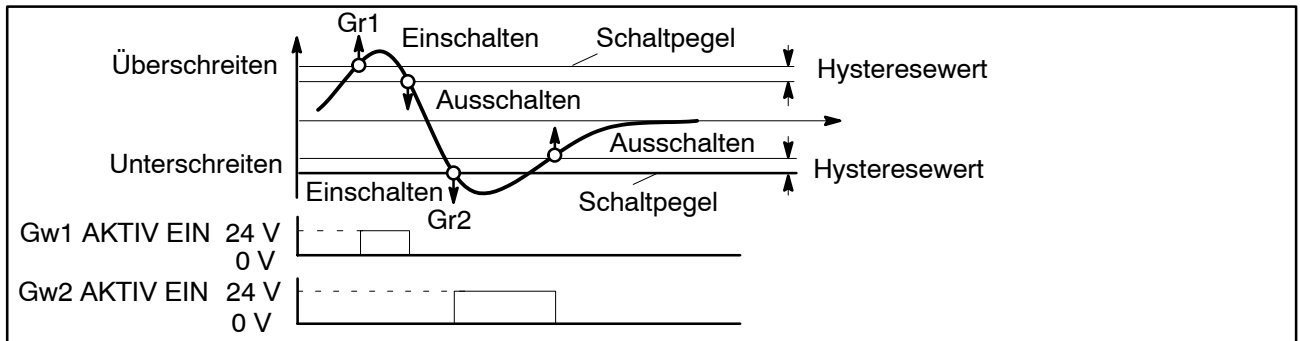 Gr1
Einschalten
Schaltpegel
Überschreiten
Hysteresewert
Ausschalten
Ausschalten
Unterschreiten
Hysteresewert
Einschalten
Schaltpegel
Gr2
Gw1 AKTIV EIN 24 V
0 V
Gw2 AKTIV EIN 24 V
0 V